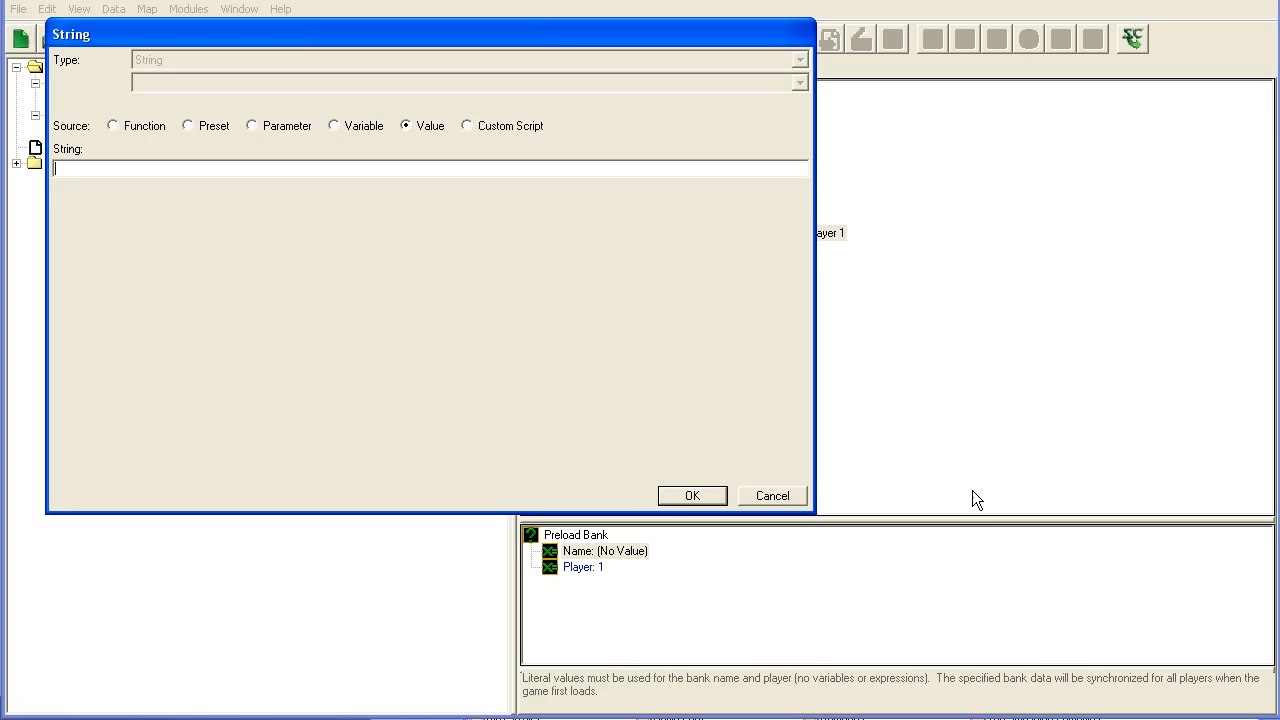 File Edit View Data Map Modules Window Help
String
Type: String
Source: Function Preset Parameter Variable Value Custom Script
String:
ayer 1
OK Cancel
Preload Bank
Name: (No Value)
Player: 1
Literal values must be used for the bank name and player (no variables or expressions). The specified bank data will be synchronized for all players when the
game first loads.